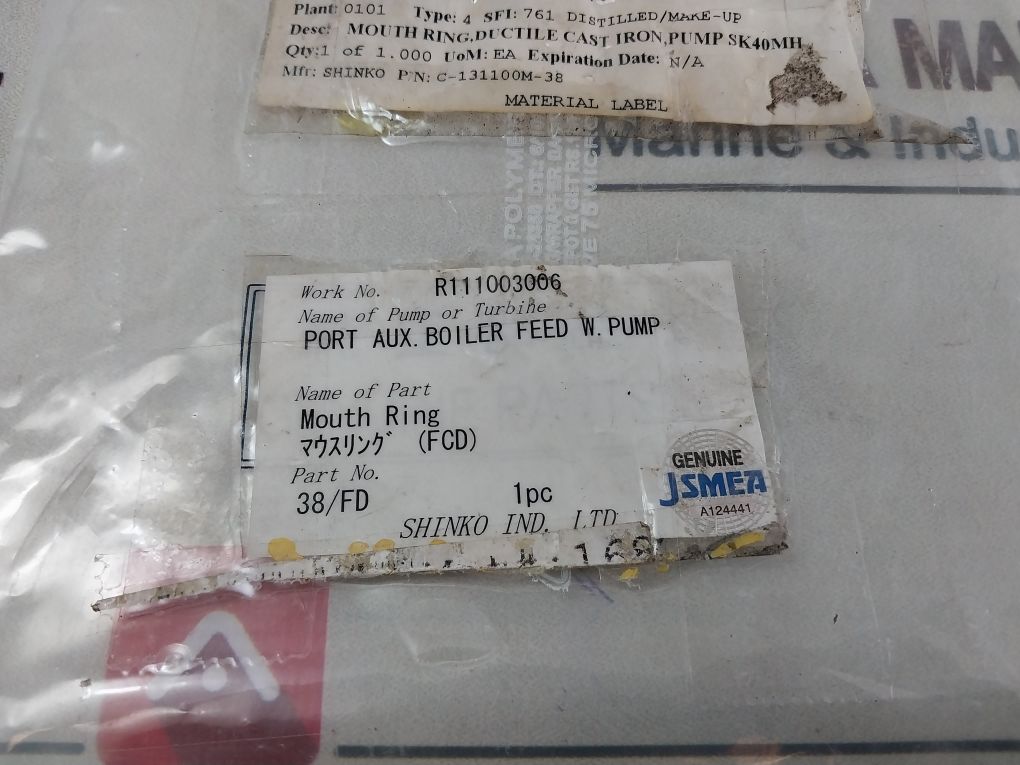 Plant: 0101 Type: 4 SFI: 761 DISTILLED/MAKE-UP
Desc: MOUTH RING,DUCTILE CAST IRON,PUMP SK40MH
Qty:1 of 1.000 UoM: EA Expiration Date: N/A
Mfr: SHINKO P/N: C-131100M-38
MATERIAL LABEL
MA
Marine & Indu
Work No. R111003006
Name of Pump or Turbine
PORT AUX.BOILER FEED W.PUMP
Name of Part
Mouth Ring
ﾏｳｽﾘﾝｸﾞ (FCD)
Part No.
38/FD 1pc
SHINKO IND. LTD
GENUINE
JSMEA
A124441